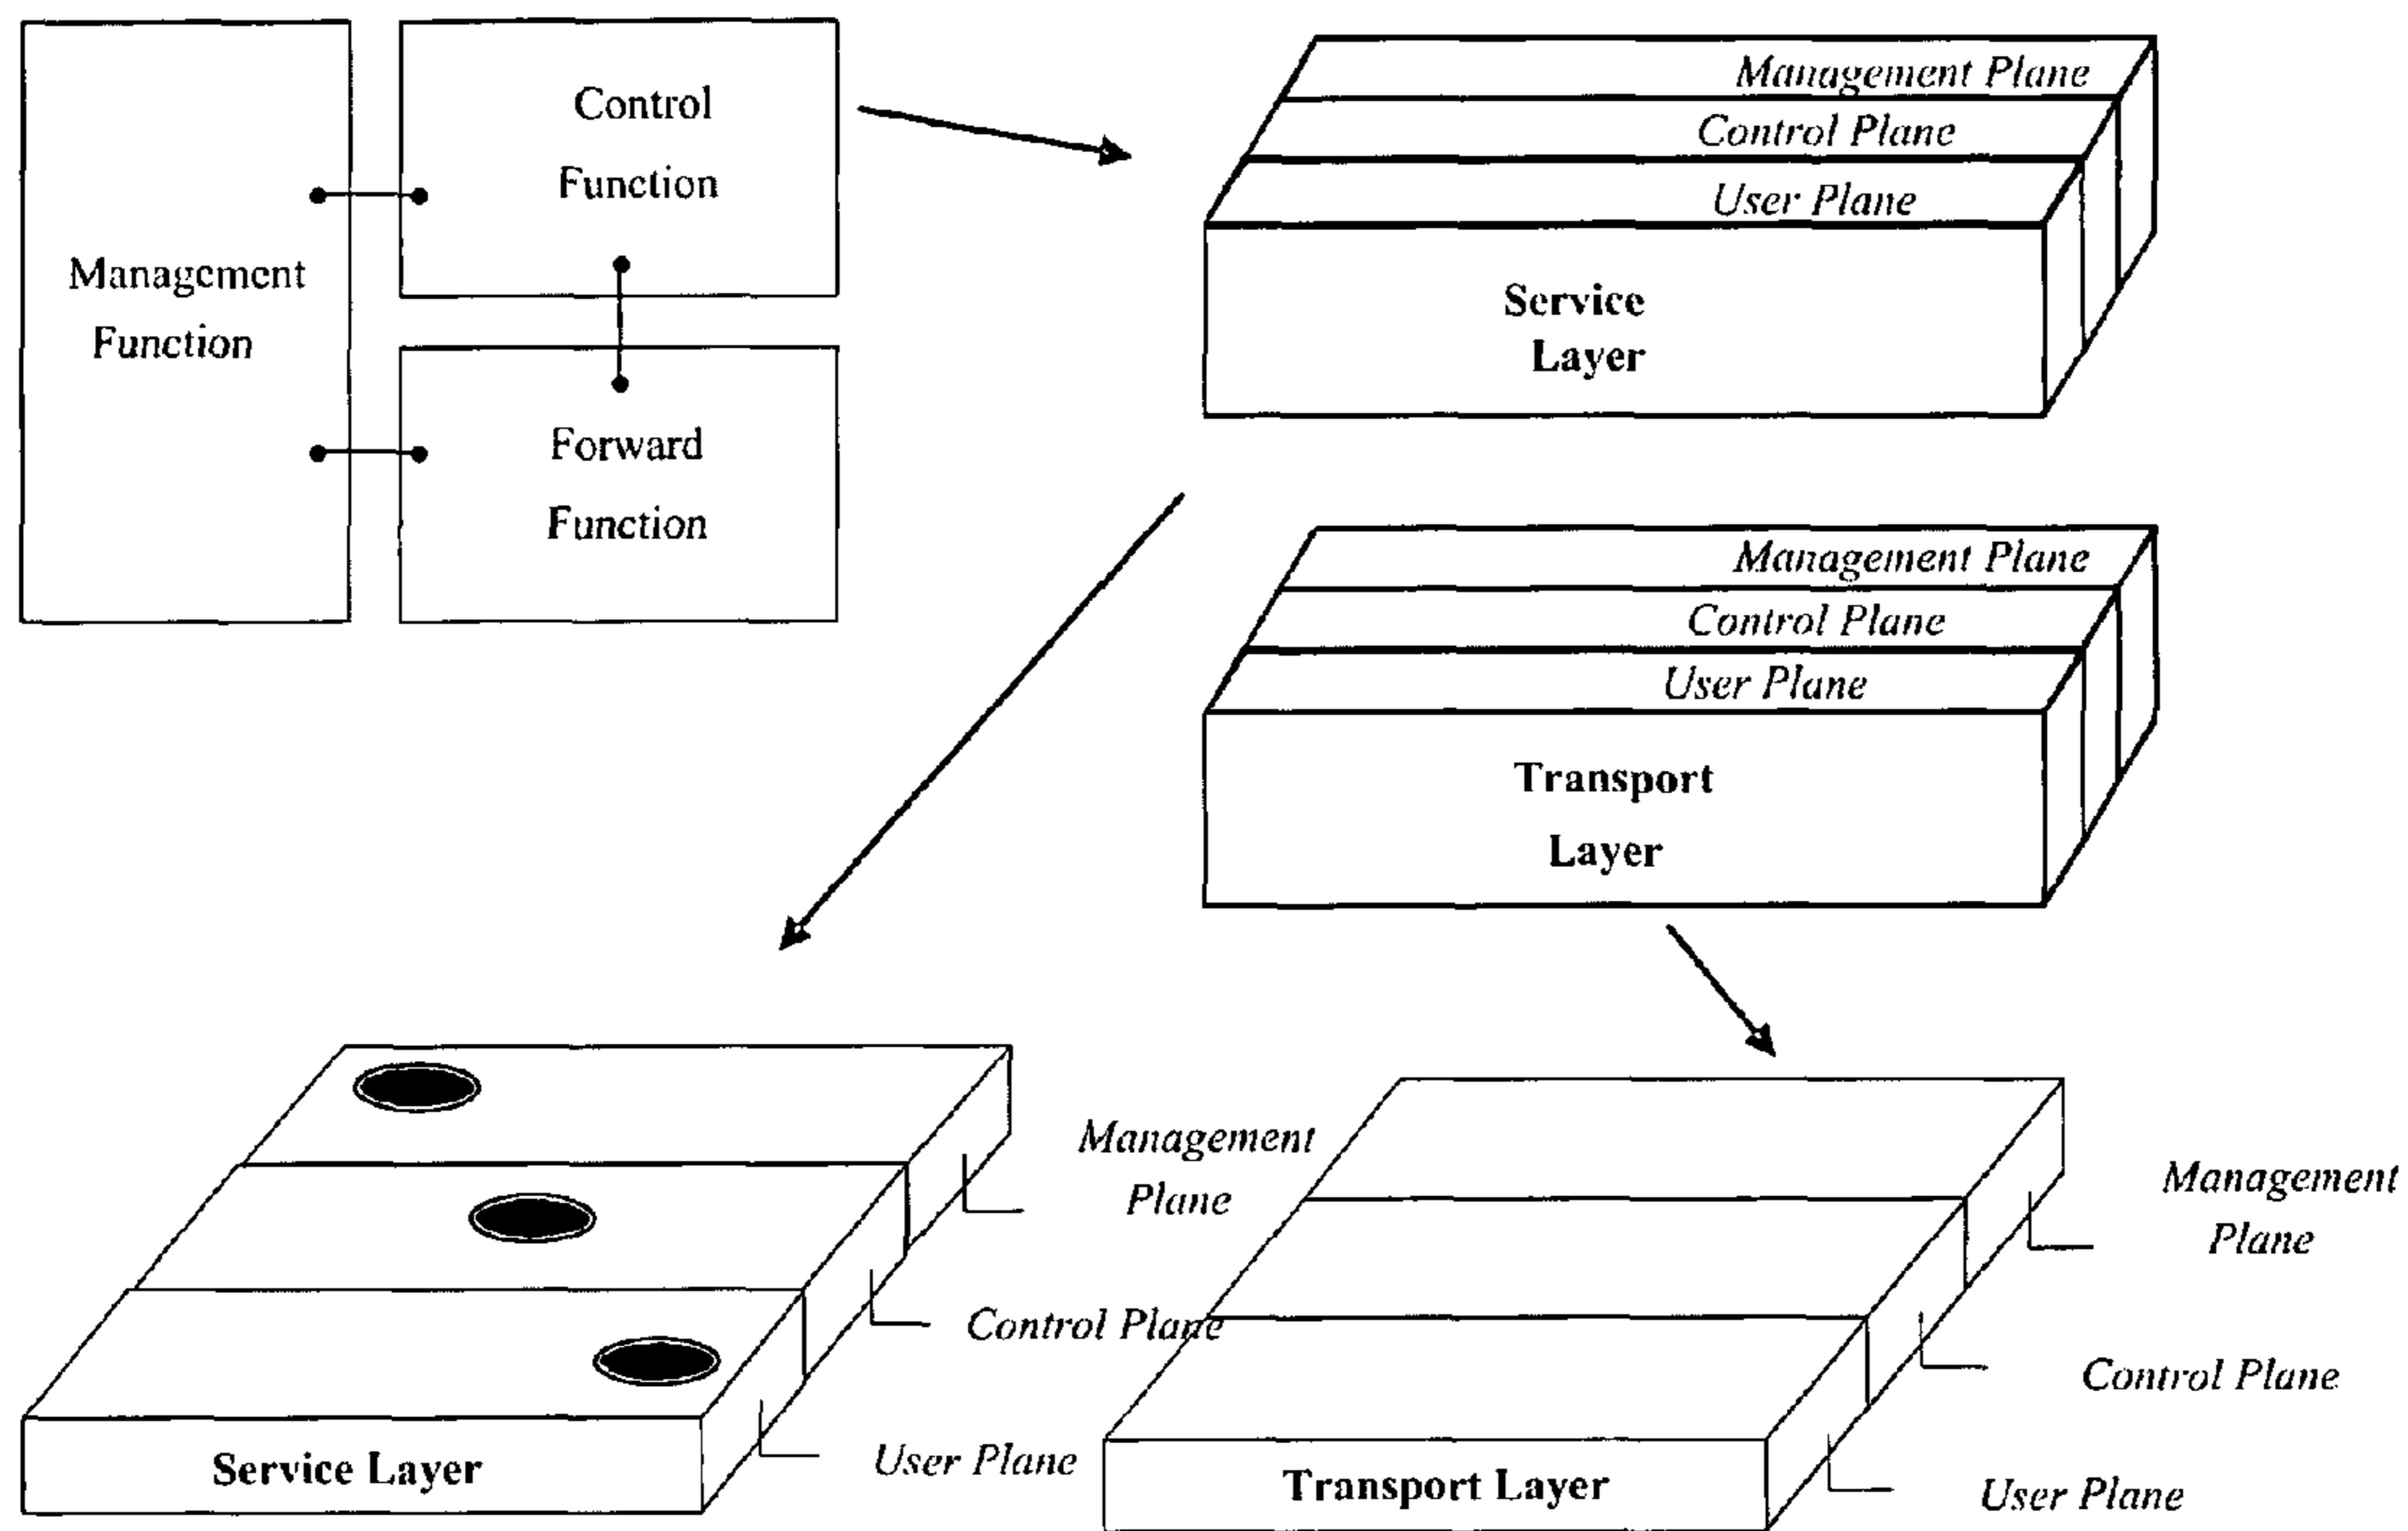 Control
Function
Management
Function
Forward
Function
Management Plane
Control Plane
User Plane
Service
Layer
Management Plane
Control Plane
User Plane
Transport
Layer
Management
Plane
Control Plane
User Plane
Service Layer
Management
Plane
Control Plane
User Plane
Transport Layer